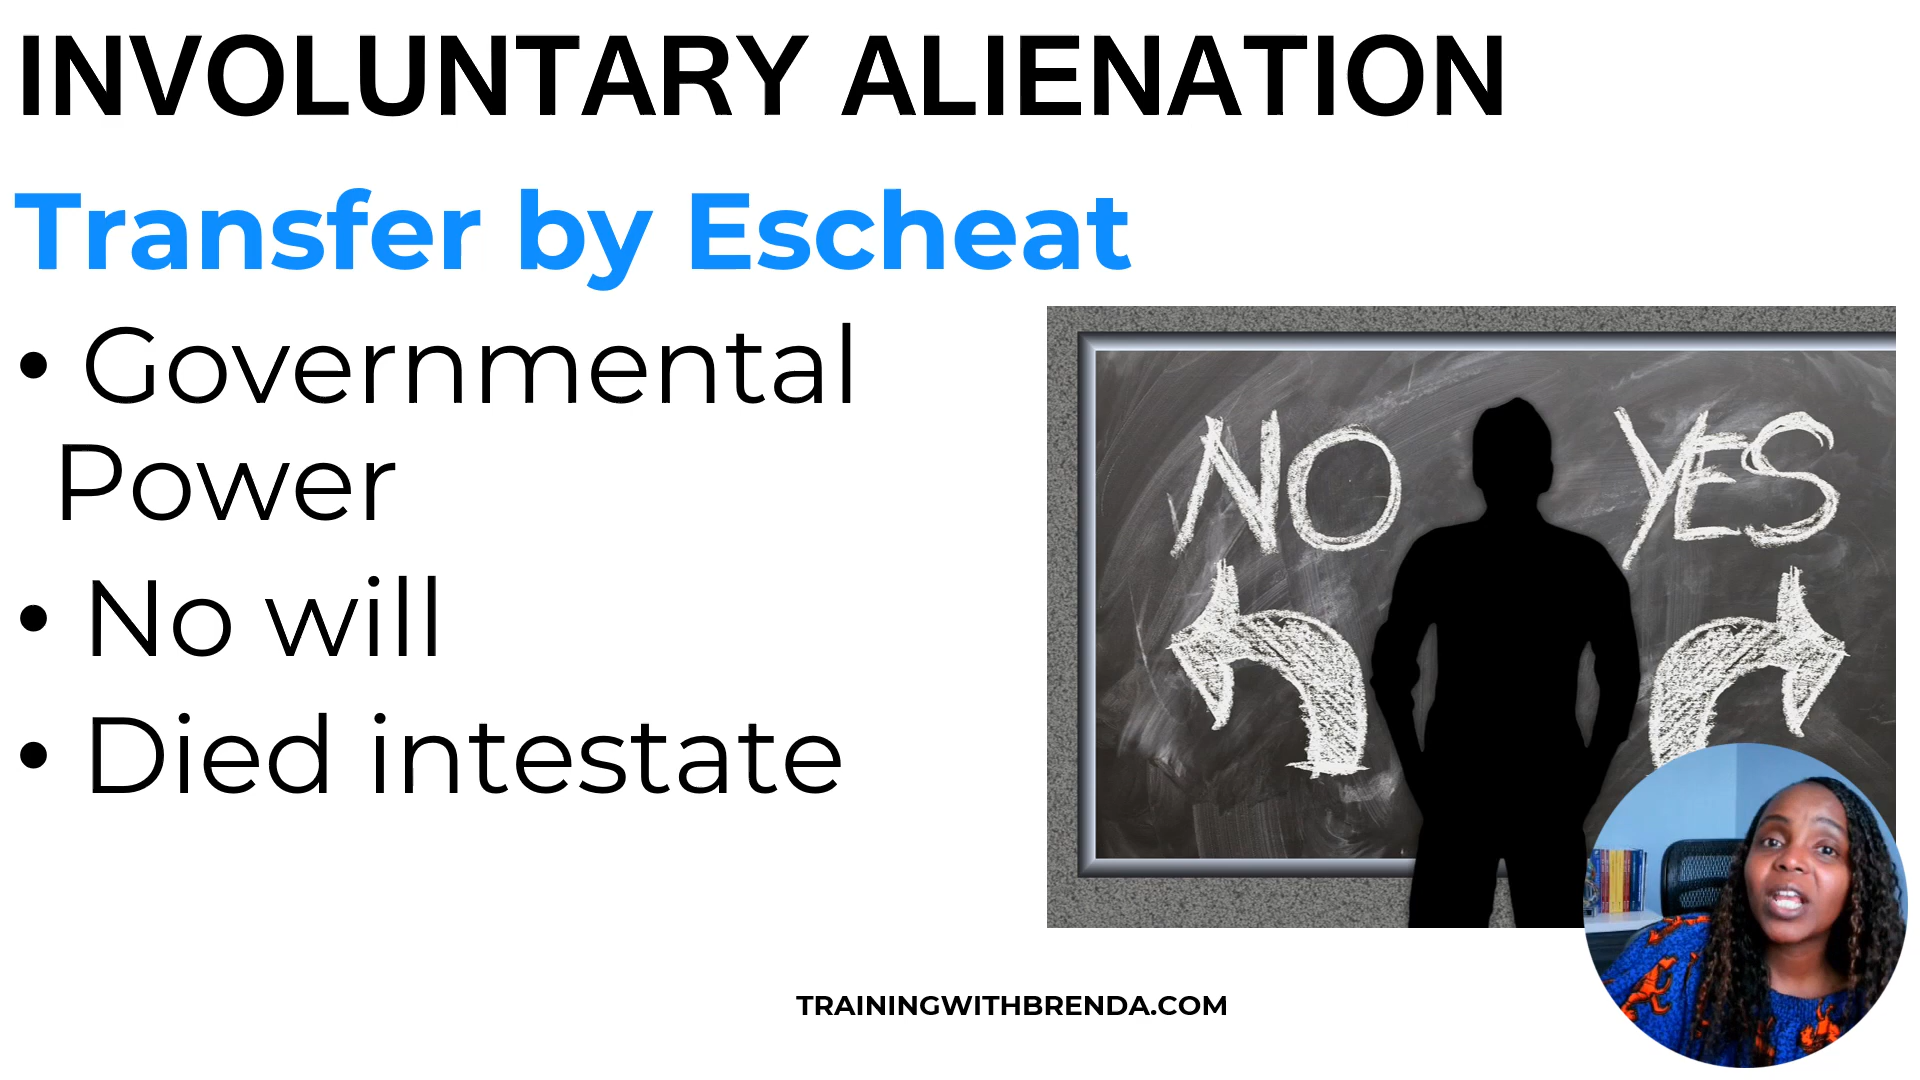 INVOLUNTARY ALIENATION
Transfer by Escheat
• Governmental
Power
• No will
• Died intestate
NO YES
TRAININGWITHBRENDA.COM